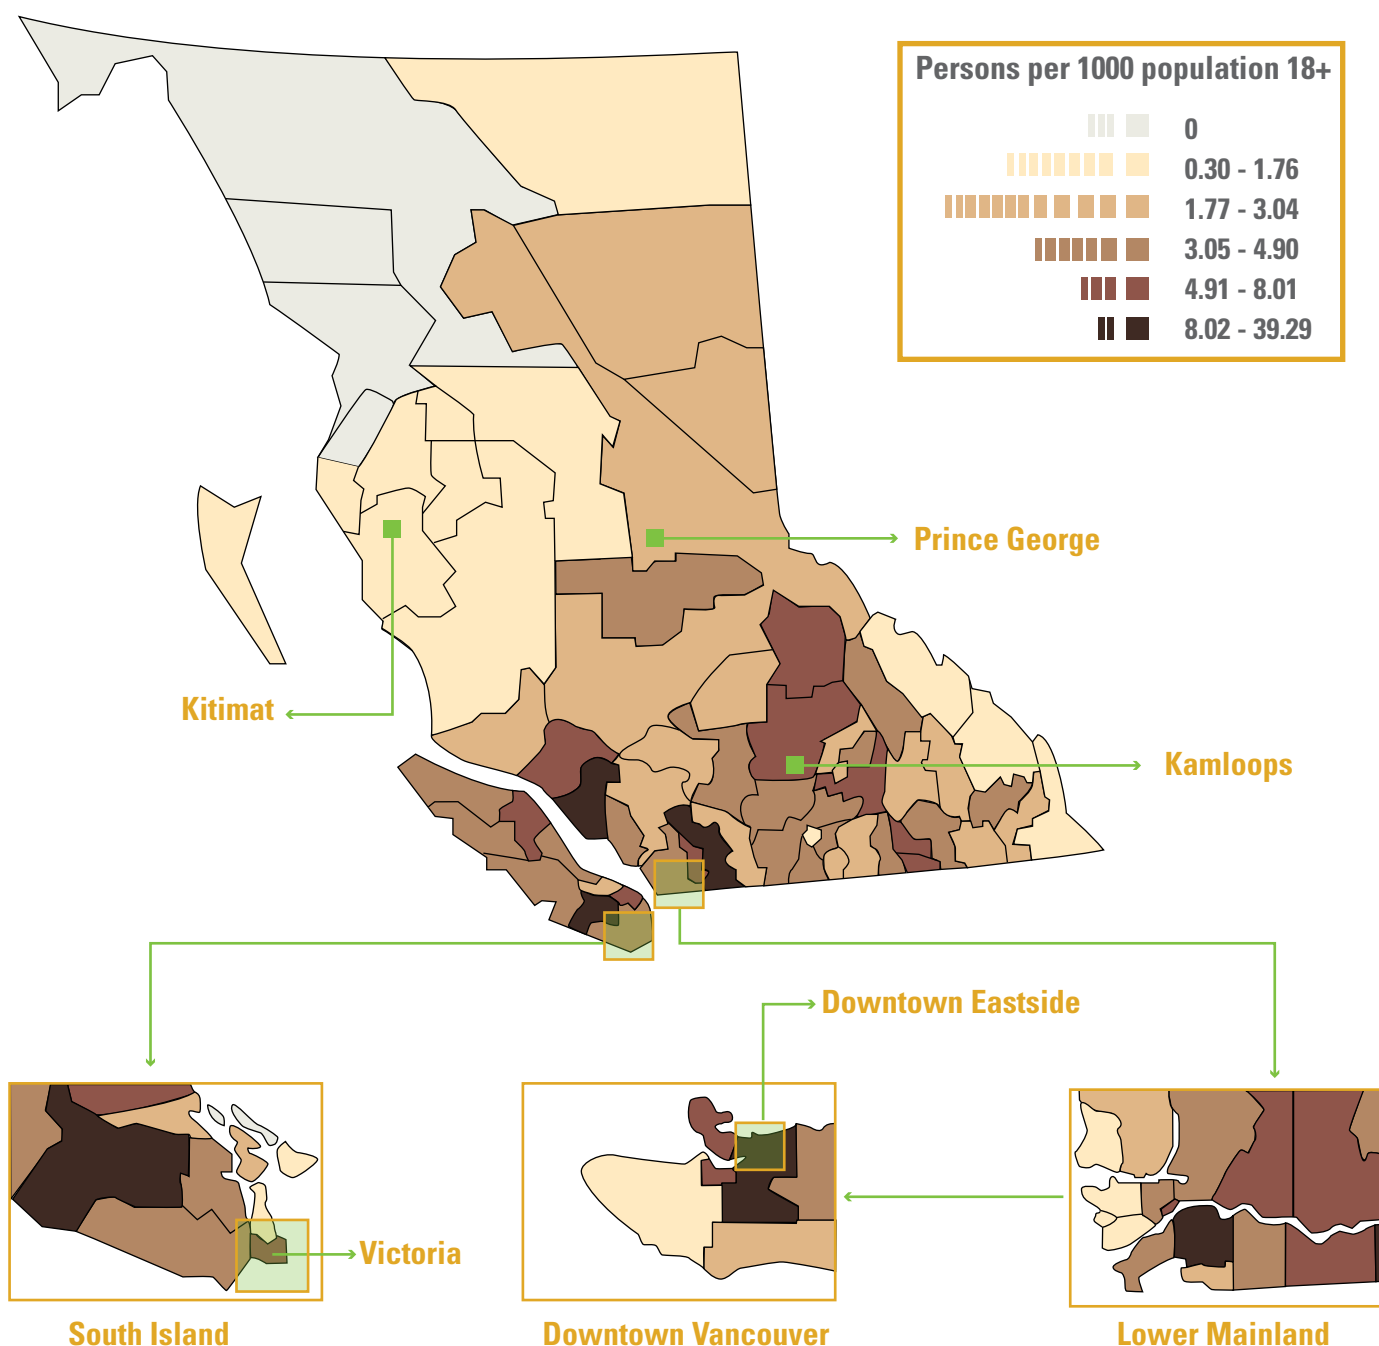 Persons per 1000 population 18+
0
0.30 - 1.76
1.77 - 3.04
3.05 - 4.90
4.91 - 8.01
8.02 - 39.29
Prince George
Kitimat
Kamloops
Downtown Eastside
Victoria
South Island
Downtown Vancouver
Lower Mainland